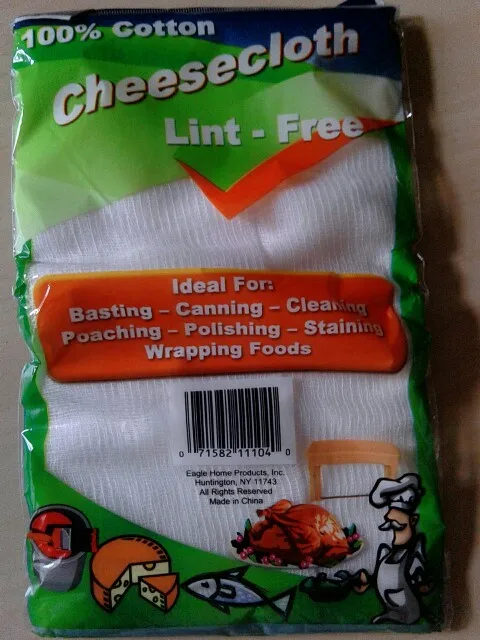 100% Cotton
Cheesecloth
Lint - Free
Ideal For:
Basting – Canning – Cleaning
Poaching – Polishing – Staining
Wrapping Foods
0 71582 11104 0
Eagle Home Products, Inc.
Huntington, NY 11743
All Rights Reserved
Made in China